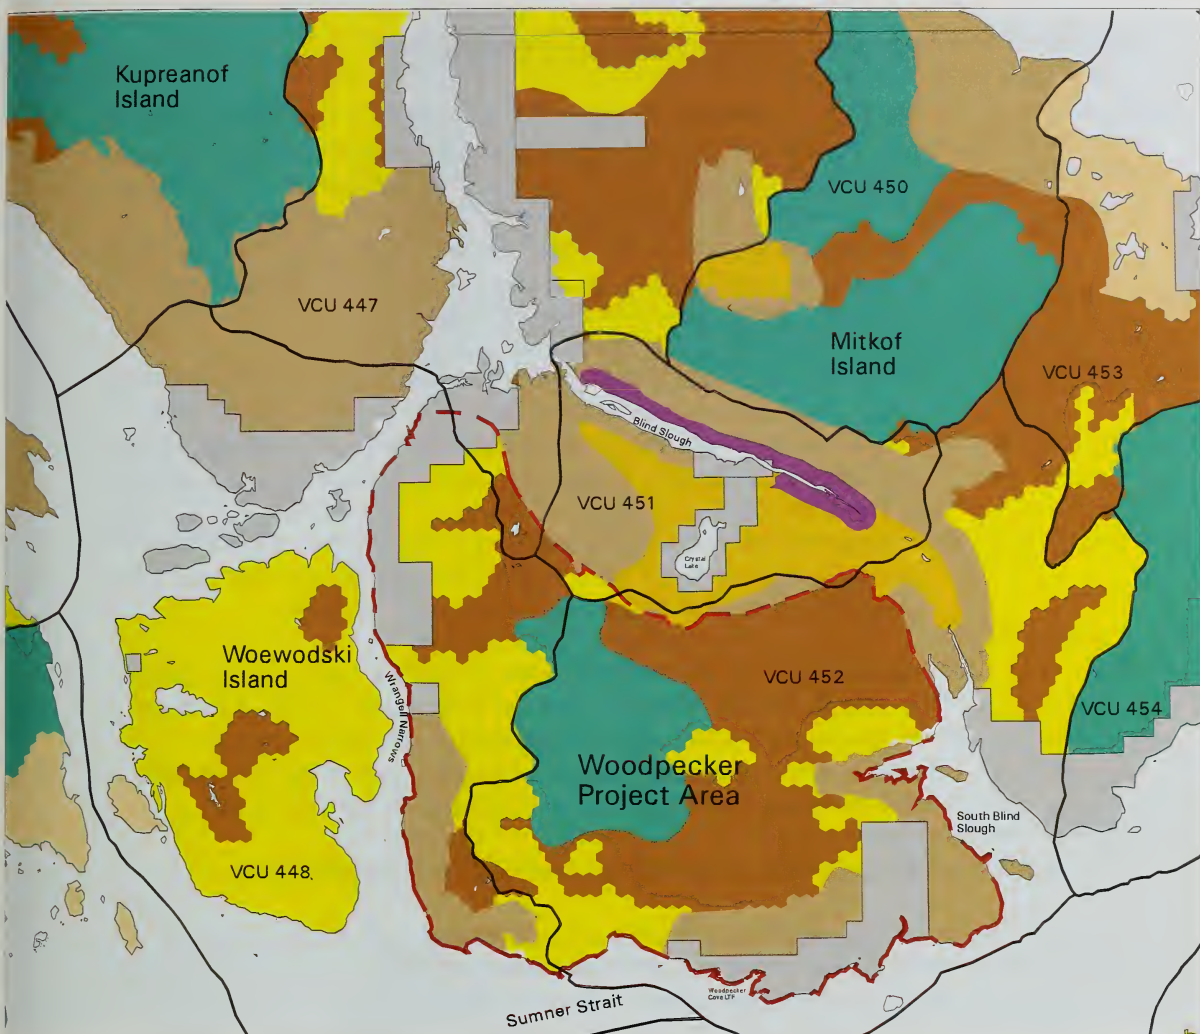 Kupreanof
Island
VCU 450
VCU 447
Mitkof
Island
VCU 453
Blind Slough
VCU 451
Crystal
Lake
Woewodski
Island
Wrangell Narrows
VCU 452
VCU 454
Woodpecker
Project Area
South Blind
Slough
VCU 448
Woodpecker
Cove LTF
Sumner Strait